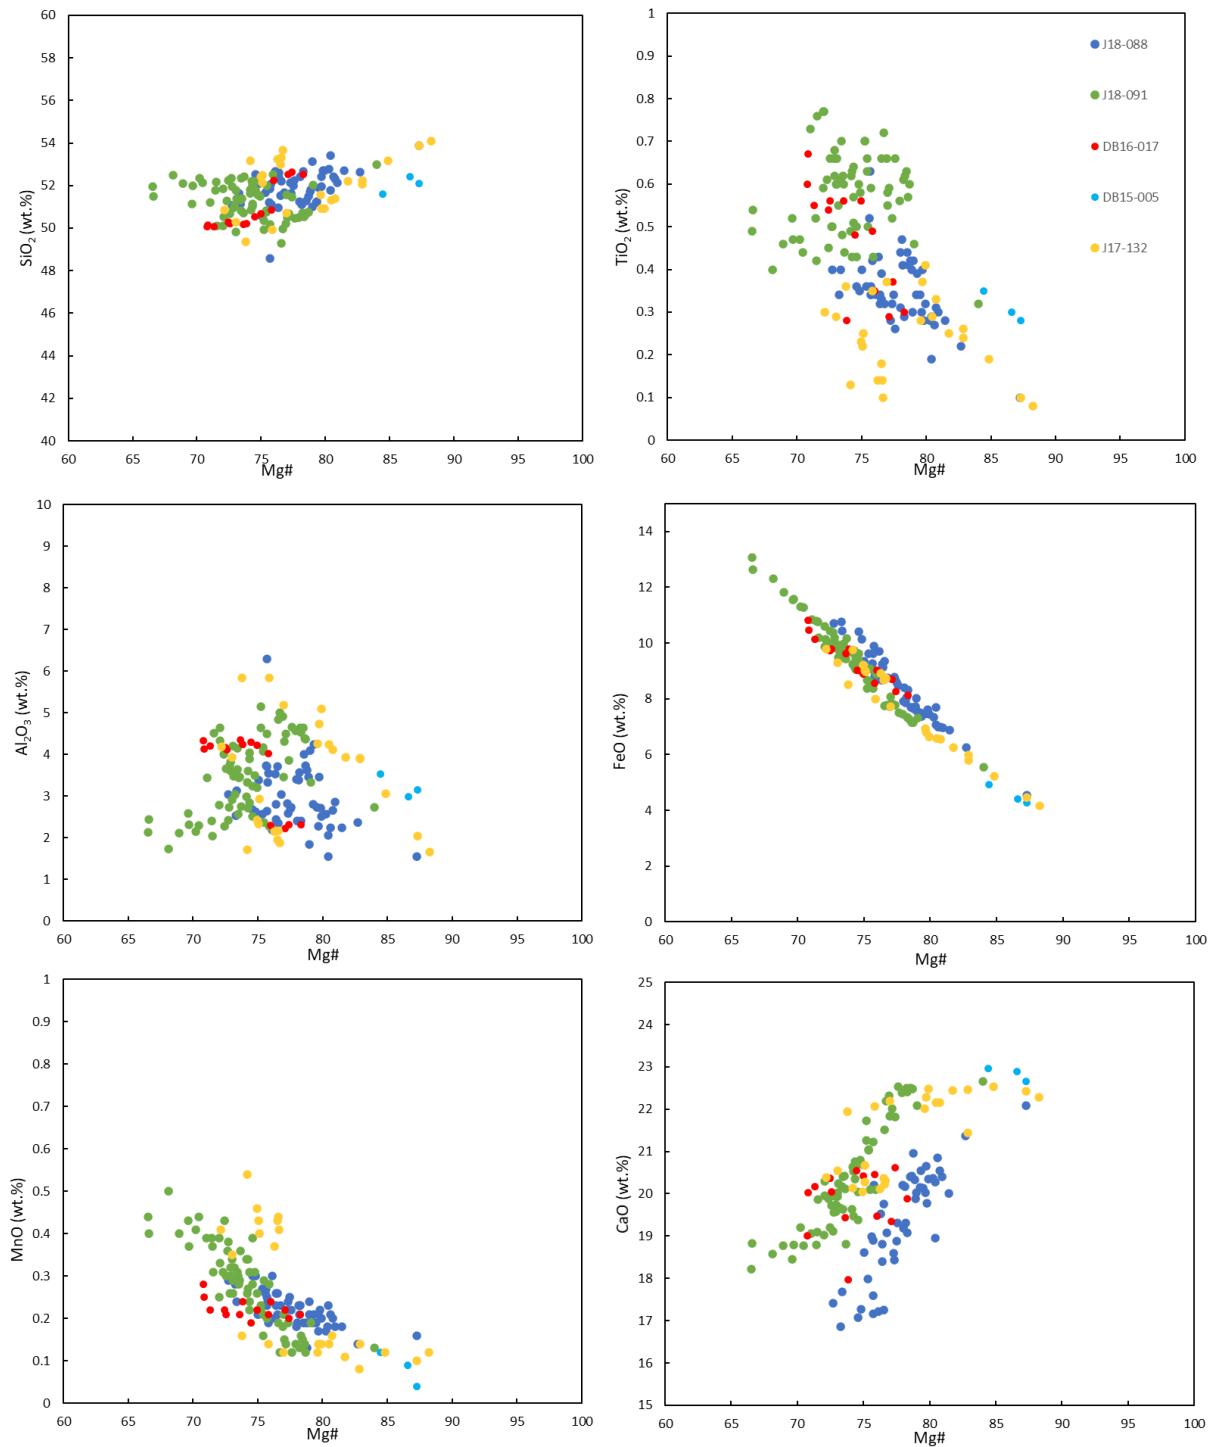 60
58
56
54
52
50
48
46
44
42
40
SiO₂ (wt.%)
60 65 70 75 80 85 90 95 100
Mg#
1
0.9
0.8
0.7
0.6
0.5
0.4
0.3
0.2
0.1
0
TiO₂ (wt.%)
60 65 70 75 80 85 90 95 100
Mg#
J18-088
J18-091
DB16-017
DB15-005
J17-132
10
9
8
7
6
5
4
3
2
1
0
Al₂O₃ (wt.%)
60 65 70 75 80 85 90 95 100
Mg#
14
12
10
8
6
4
2
0
FeO (wt.%)
60 65 70 75 80 85 90 95 100
Mg#
1
0.9
0.8
0.7
0.6
0.5
0.4
0.3
0.2
0.1
0
MnO (wt.%)
60 65 70 75 80 85 90 95 100
Mg#
25
24
23
22
21
20
19
18
17
16
15
CaO (wt.%)
60 65 70 75 80 85 90 95 100
Mg#